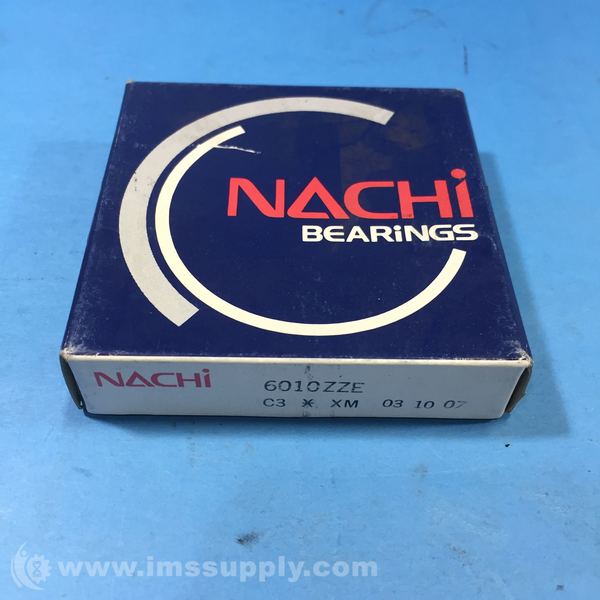 NACHi
BEARiNGS
NACHi
6010ZZE
C3 * XM 03 10 07
www.imssupply.com